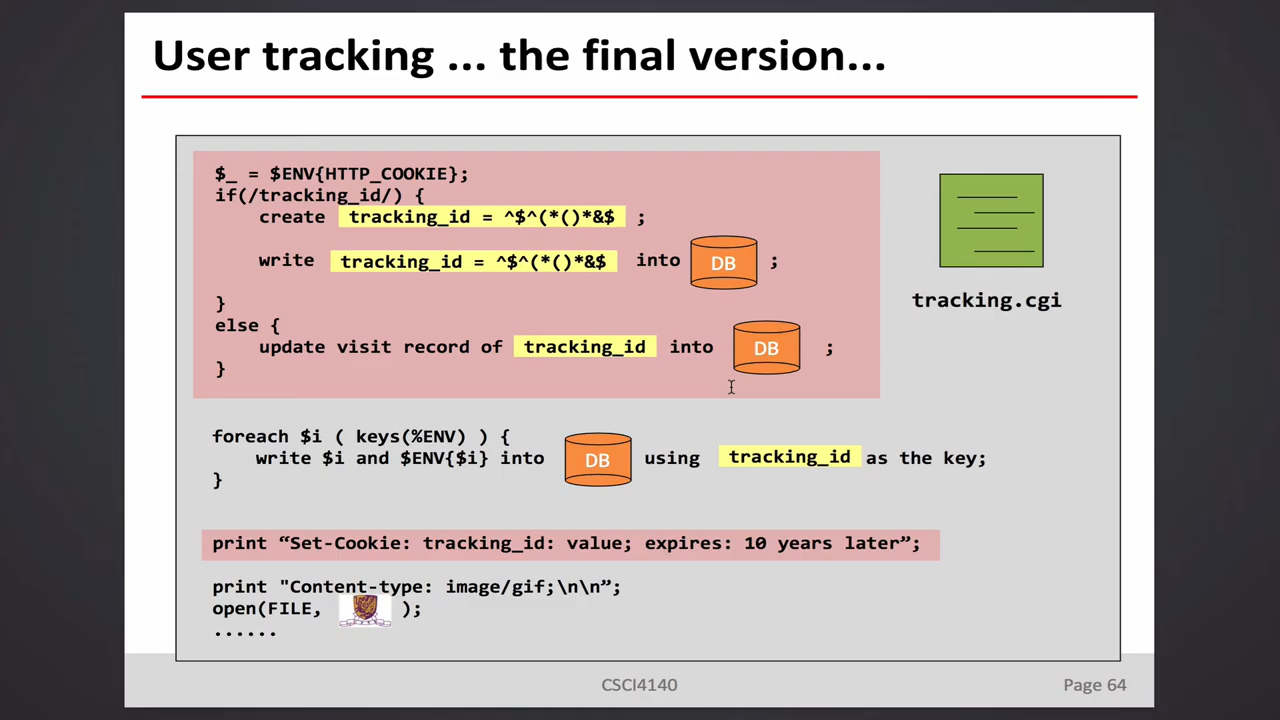 User tracking ... the final version...
$_ = $ENV{HTTP_COOKIE};
if(/tracking_id/) {
create tracking_id = ^$^(*()*&$ ;
write tracking_id = ^$^(*()*&$ into DB ;
}
else {
update visit record of tracking_id into DB ;
}
tracking.cgi
foreach $i ( keys(%ENV) ) {
write $i and $ENV{$i} into DB using tracking_id as the key;
}
print “Set-Cookie: tracking_id: value; expires: 10 years later”;
print "Content-type: image/gif;\n\n”;
open(FILE, );
......
CSCI4140
Page 64